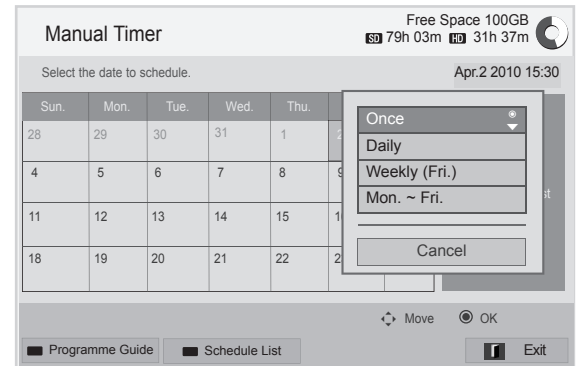 Manual Timer
Free Space 100GB
SD 79h 03m HD 31h 37m
Select the date to schedule.
Apr.2 2010 15:30
Sun. Mon. Tue. Wed. Thu.
28 29 30 31 1
4 5 6 7 8
11 12 13 14 15
18 19 20 21 22
Once
Daily
Weekly (Fri.)
Mon. ~ Fri.
Cancel
Move OK
Programme Guide Schedule List Exit